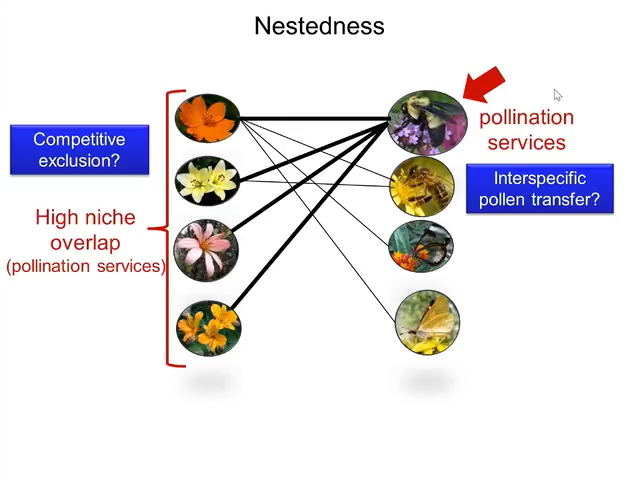 Nestedness
Competitive
exclusion?
High niche
overlap
(pollination services)
pollination
services
Interspecific
pollen transfer?